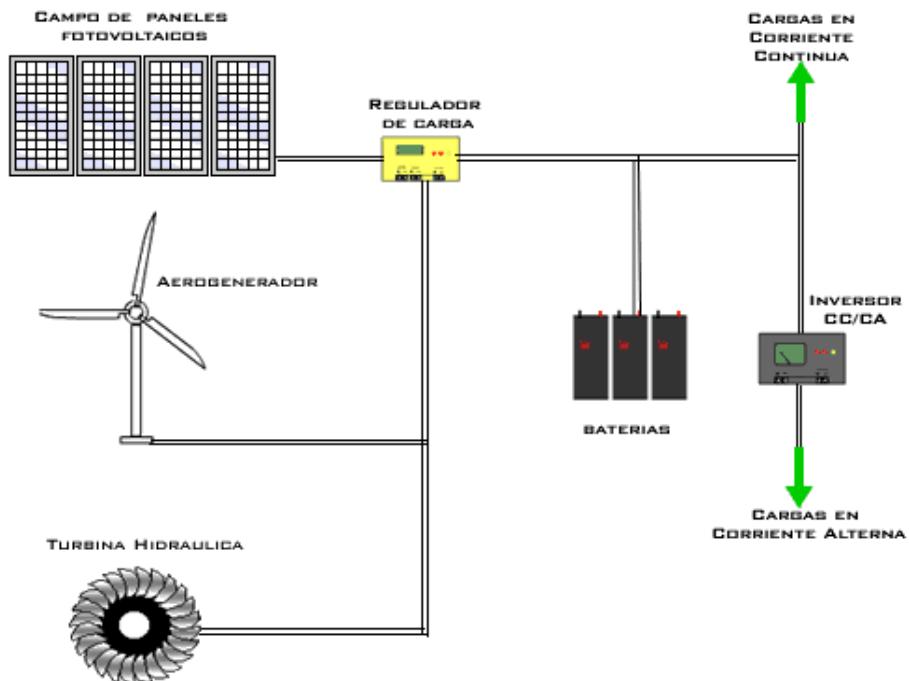 CAMPO DE PANELES
FOTOVOLTAICOS
CARGAS EN
CORRIENTE
CONTINUA
REGULADOR
DE CARGA
AEROGENERADOR
INVERSOR
CC/CA
BATERIAS
CARGAS EN
CORRIENTE ALTERNA
TURBINA HIDRAULICA